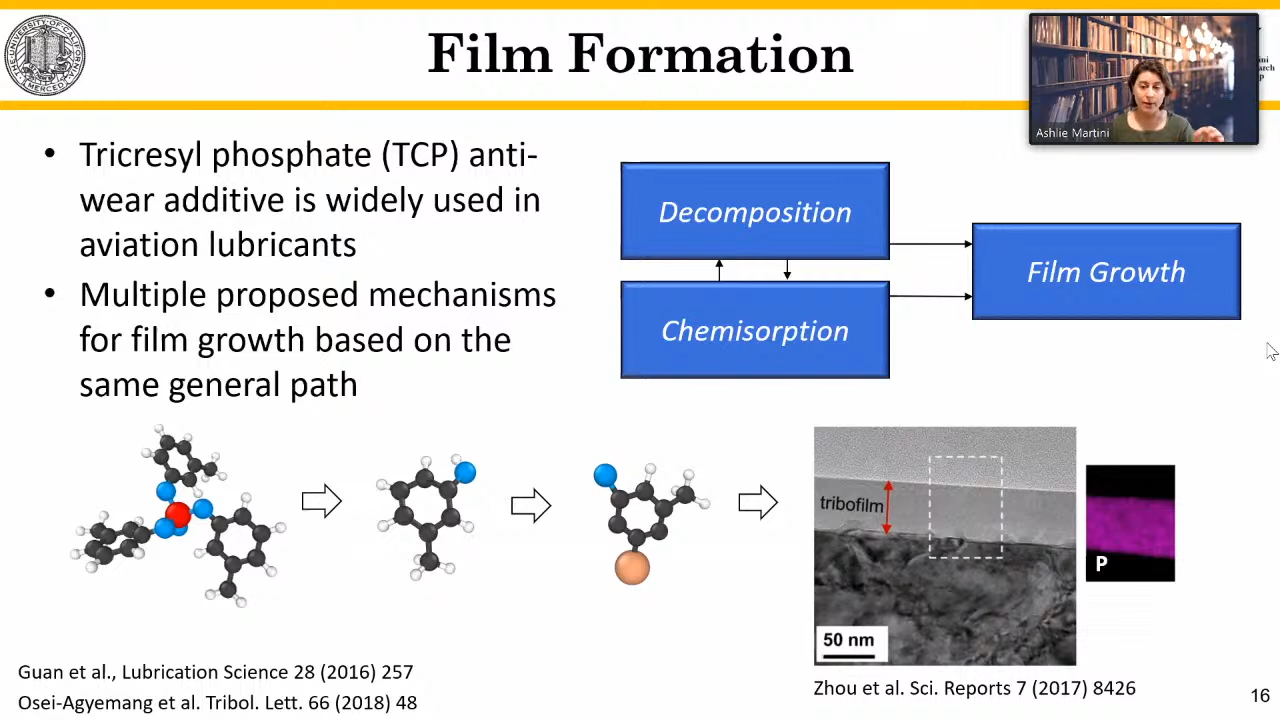 Film Formation
Ashlie Martini
• Tricresyl phosphate (TCP) anti-
wear additive is widely used in
aviation lubricants
• Multiple proposed mechanisms
for film growth based on the
same general path
Decomposition
Chemisorption
Film Growth
tribofilm
50 nm
P
Guan et al., Lubrication Science 28 (2016) 257
Osei-Agyemang et al. Tribol. Lett. 66 (2018) 48
Zhou et al. Sci. Reports 7 (2017) 8426
16